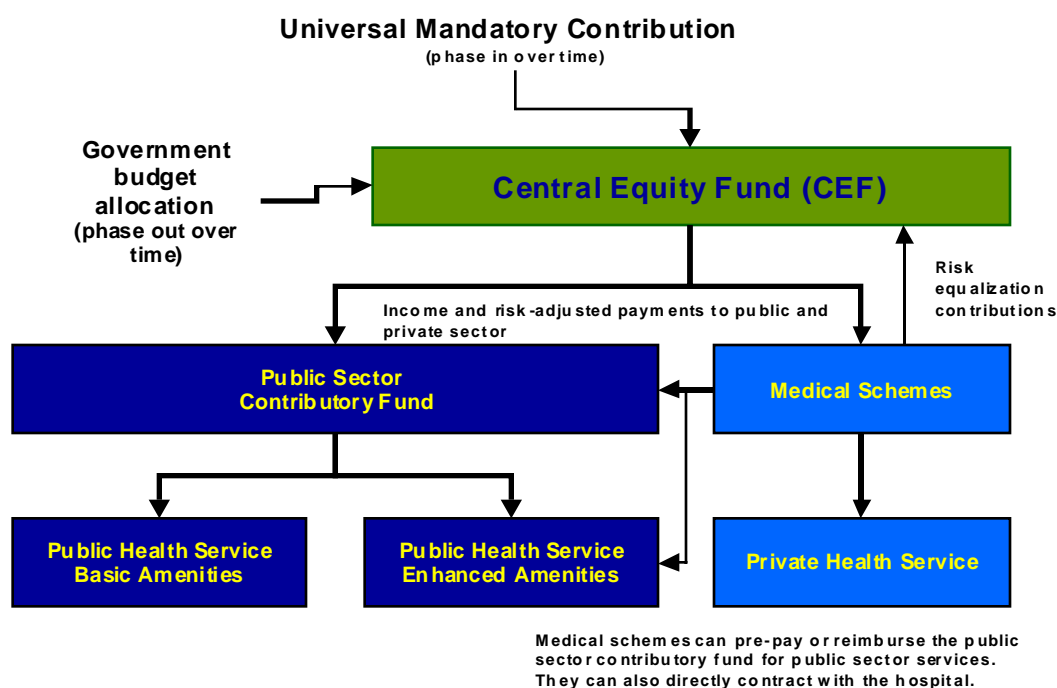 Universal Mandatory Contribution
(phase in over time)
Government
budget
allocation
(phase out over
time)
Central Equity Fund (CEF)
Risk
equalization
contributions
Income and risk-adjusted payments to public and
private sector
Public Sector
Contributory Fund
Medical Schemes
Public Health Service
Basic Amenities
Public Health Service
Enhanced Amenities
Private Health Service
Medical schemes can pre-pay or reimburse the public
sector contributory fund for public sector services.
They can also directly contract with the hospital.